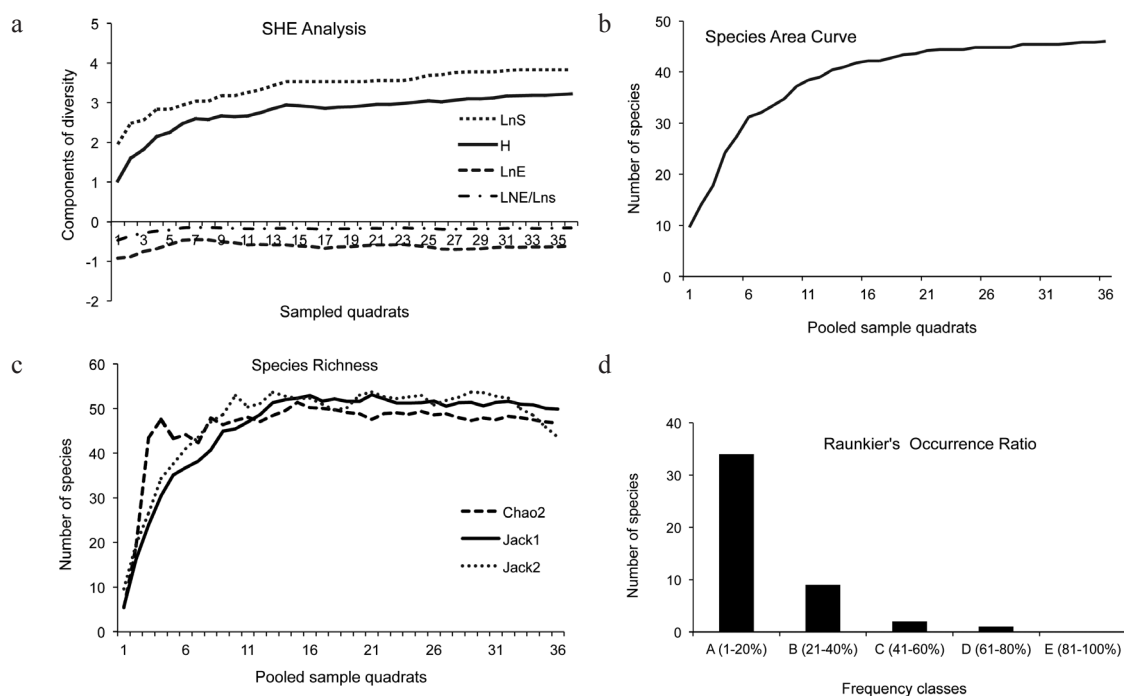 a
SHE Analysis
5
4
3
2
1
0
-1
-2
Components of diversity
LnS
H
LnE
LNE/Lns
1 3 5 7 9 11 13 15 17 19 21 23 25 27 29 31 33 35
Sampled quadrats
b
Species Area Curve
50
40
30
20
10
0
Number of species
1 6 11 16 21 26 31 36
Pooled sample quadrats
c
Species Richness
60
50
40
30
20
10
0
Number of species
Chao2
Jack1
Jack2
1 6 11 16 21 26 31 36
Pooled sample quadrats
d
Raunkier's Occurrence Ratio
40
30
20
10
0
Number of species
A (1-20%) B (21-40%) C (41-60%) D (61-80%) E (81-100%)
Frequency classes